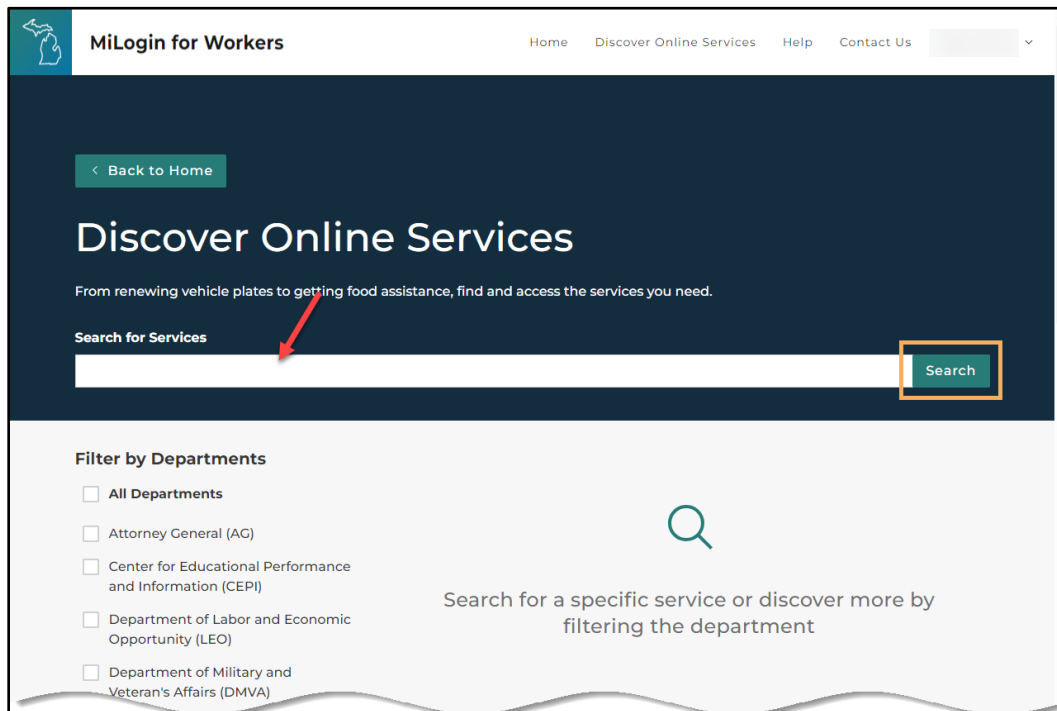 MiLogin for Workers
Home Discover Online Services Help Contact Us
< Back to Home
Discover Online Services
From renewing vehicle plates to getting food assistance, find and access the services you need.
Search for Services
Search
Filter by Departments
All Departments
Attorney General (AG)
Center for Educational Performance
and Information (CEPI)
Department of Labor and Economic
Opportunity (LEO)
Department of Military and
Veteran's Affairs (DMVA)
Search for a specific service or discover more by
filtering the department